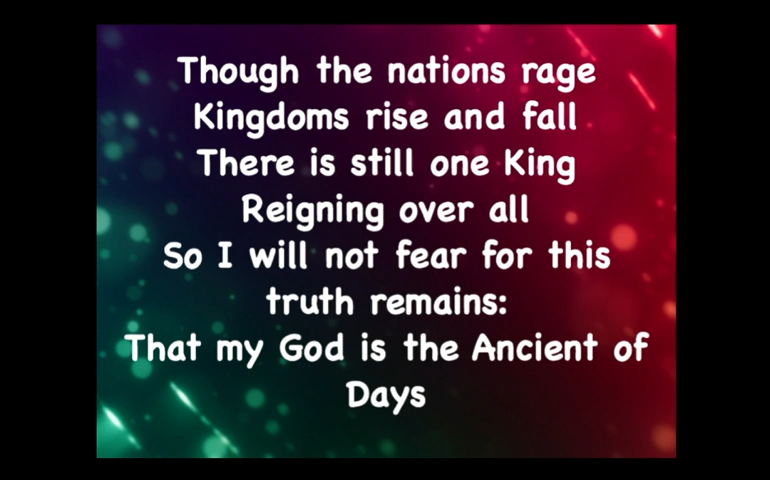 Though the nations rage
Kingdoms rise and fall
There is still one King
Reigning over all
So I will not fear for this
truth remains:
That my God is the Ancient of
Days